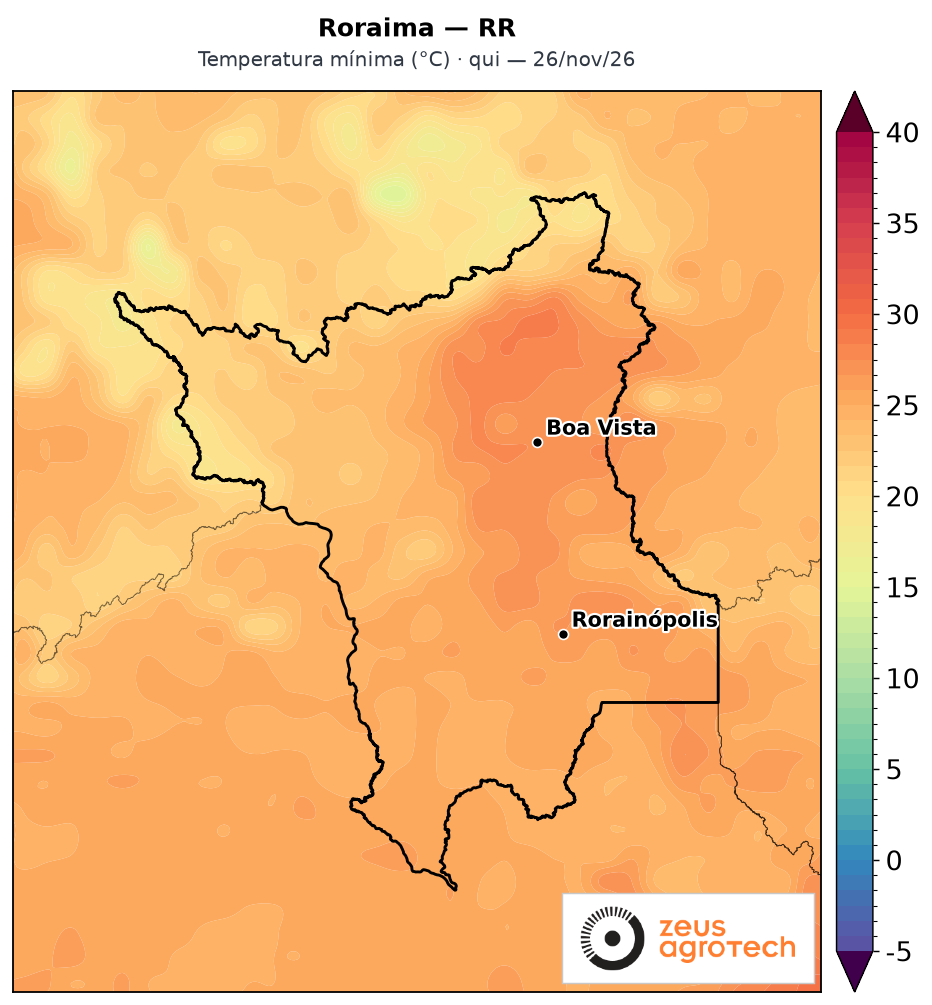 Roraima — RR
Temperatura mínima (°C) · qui — 26/nov/26
40
35
30
25
20
15
10
5
0
-5
Boa Vista
Rorainópolis
zeus
agrotech